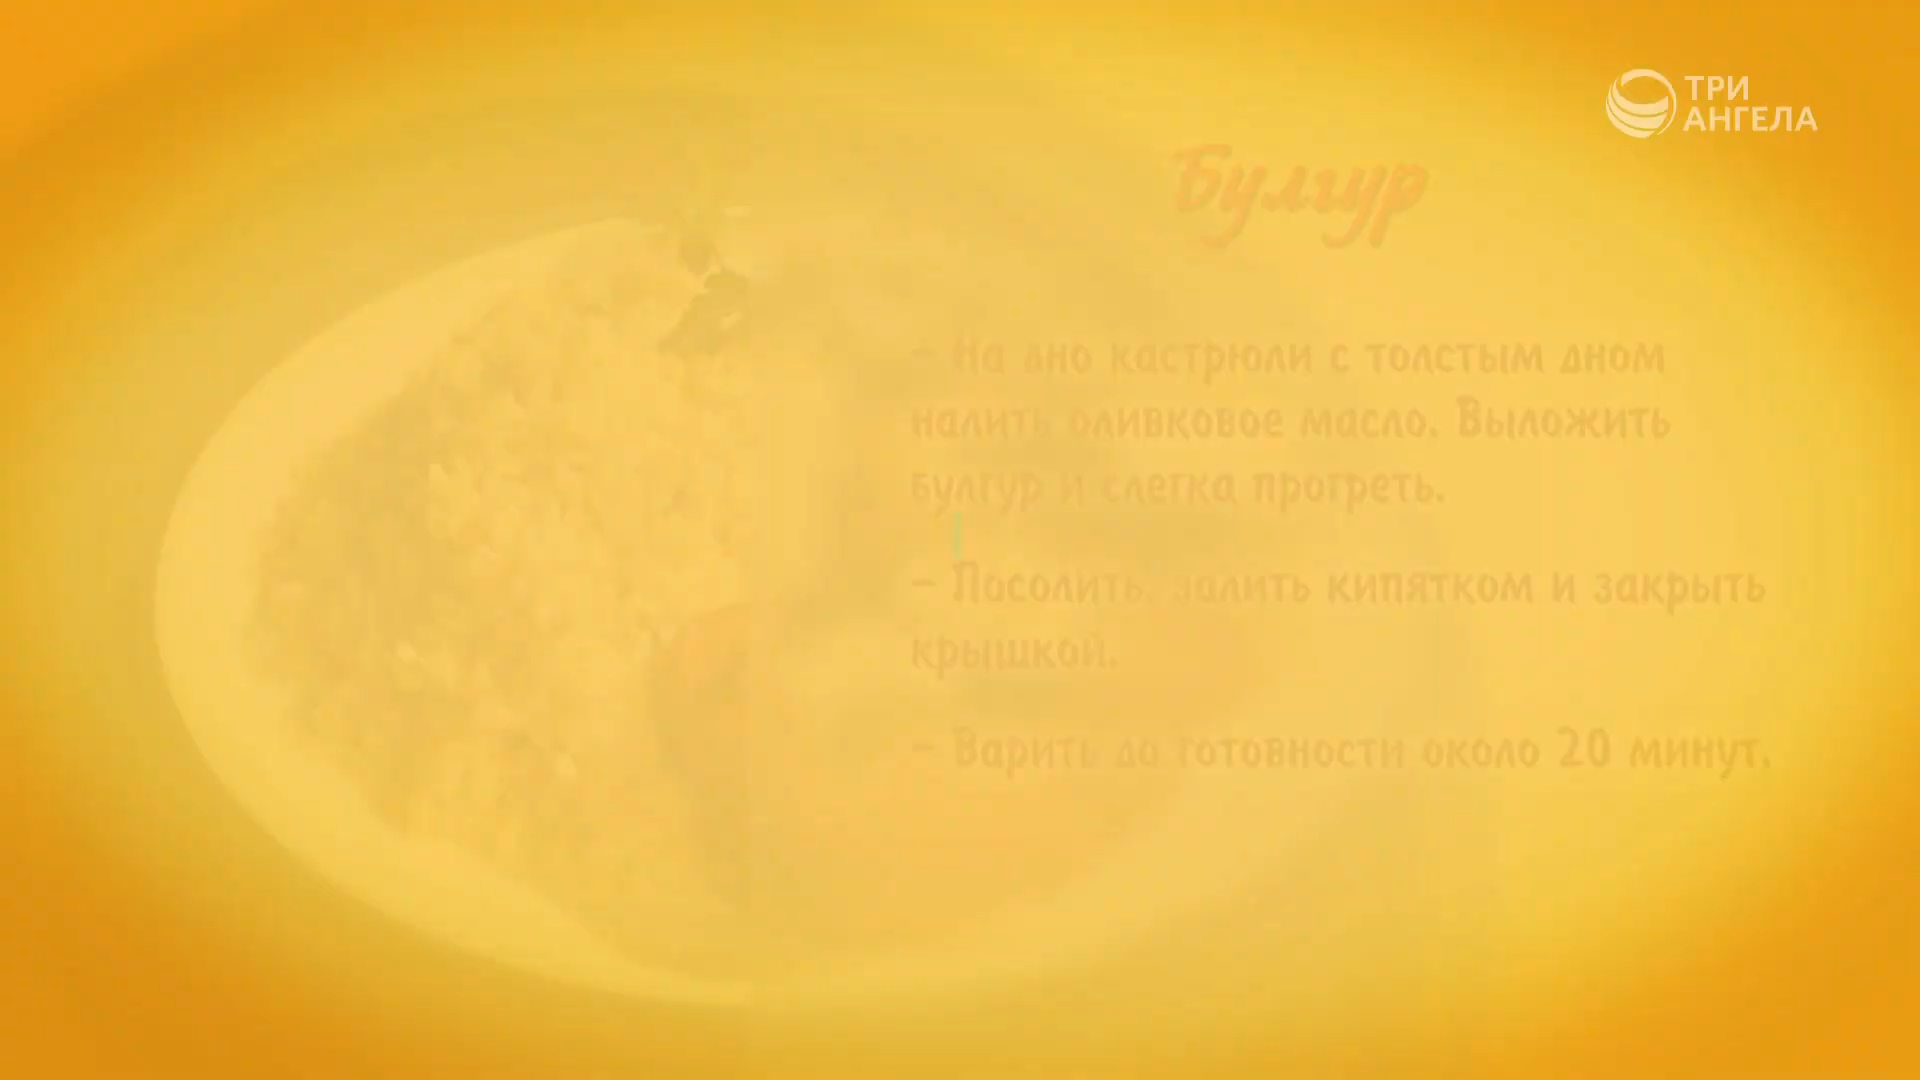 ТРИ
АНГЕЛА
Булгур
- На дно кастрюли с толстым дном
налить оливковое масло. Выложить
булгур и слегка прогреть.
- Посолить, залить кипятком и закрыть
крышкой.
- Варить до готовности около 20 минут.